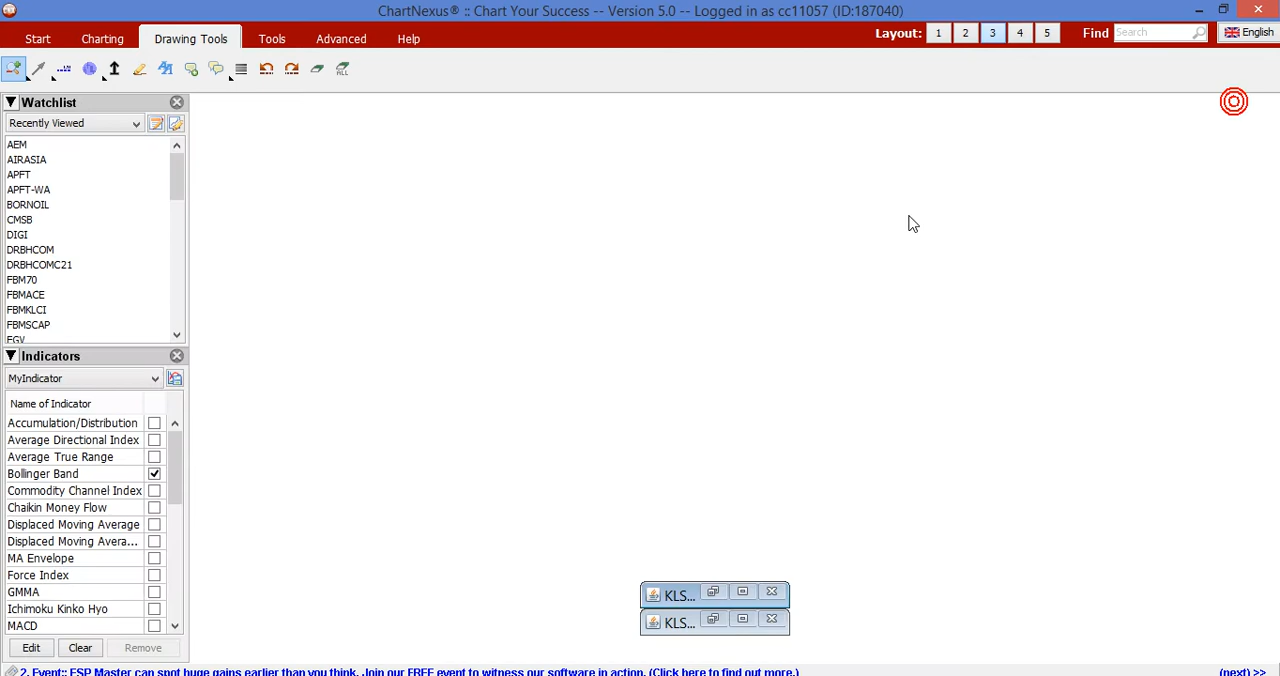 ChartNexus® :: Chart Your Success -- Version 5.0 -- Logged in as cc11057 (ID:187040)
Start Charting Drawing Tools Tools Advanced Help Layout: 1 2 3 4 5 Find Search English
ALL
Watchlist
Recently Viewed
AEM
AIRASIA
APFT
APFT-WA
BORNOIL
CMSB
DIGI
DRBHCOM
DRBHCOMC21
FBM70
FBMACE
FBMKLCI
FBMSCAP
FGV
Indicators
MyIndicator
Name of Indicator
Accumulation/Distribution
Average Directional Index
Average True Range
Bollinger Band
Commodity Channel Index
Chaikin Money Flow
Displaced Moving Average
Displaced Moving Avera...
MA Envelope
Force Index
GMMA
Ichimoku Kinko Hyo
MACD
Edit Clear Remove
KLS...
KLS...
2. Event:: ESP Master can spot huge gains earlier than you think. Join our FREE event to witness our software in action. (Click here to find out more.) (next) >>